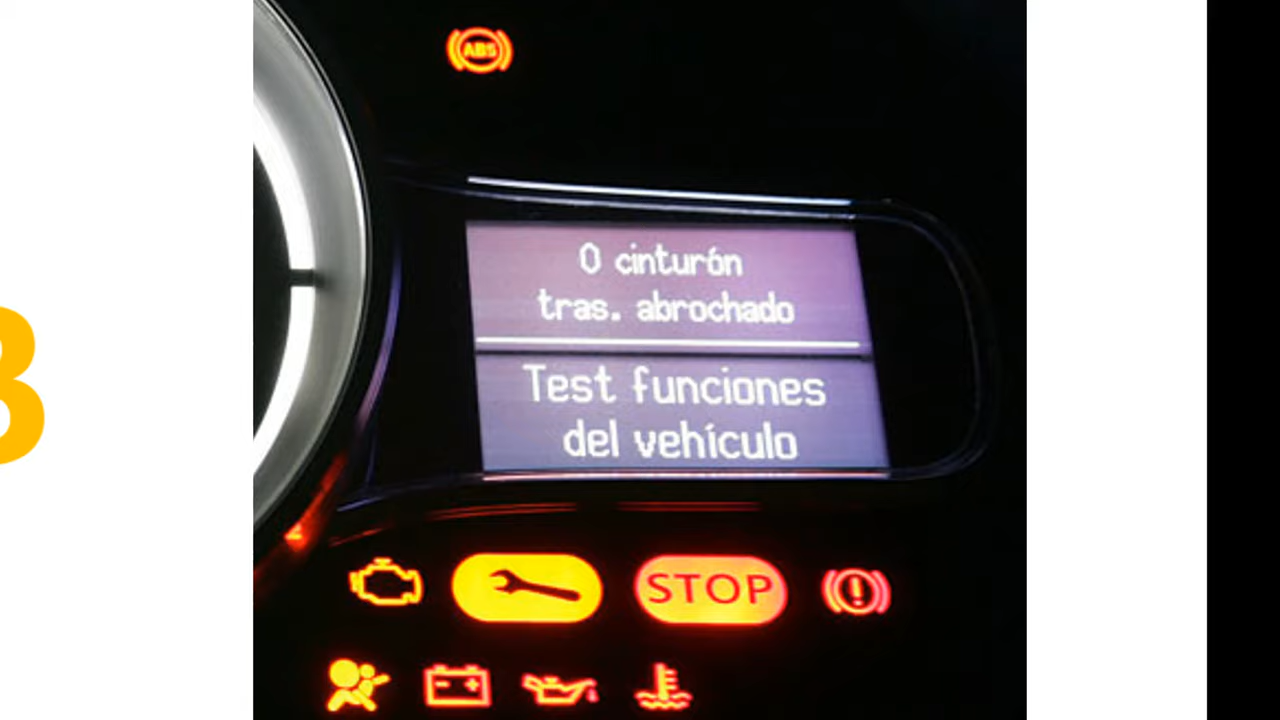 ABS
0 cinturón
tras. abrochado
Test funciones
del vehículo
STOP